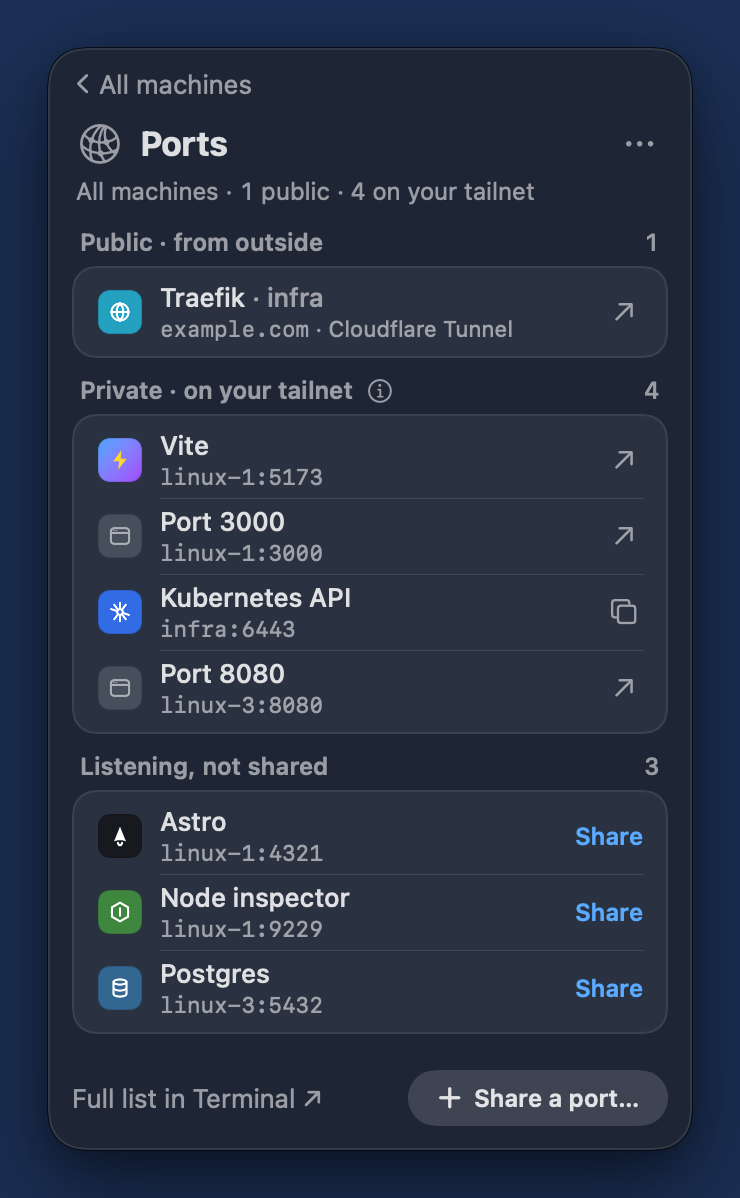 All machines
Ports
All machines · 1 public · 4 on your tailnet
Public · from outside 1
Traefik · infra
example.com · Cloudflare Tunnel
Private · on your tailnet 4
Vite
linux-1:5173
Port 3000
linux-1:3000
Kubernetes API
infra:6443
Port 8080
linux-3:8080
Listening, not shared 3
Astro
linux-1:4321
Share
Node inspector
linux-1:9229
Share
Postgres
linux-3:5432
Share
Full list in Terminal ↗
+ Share a port...